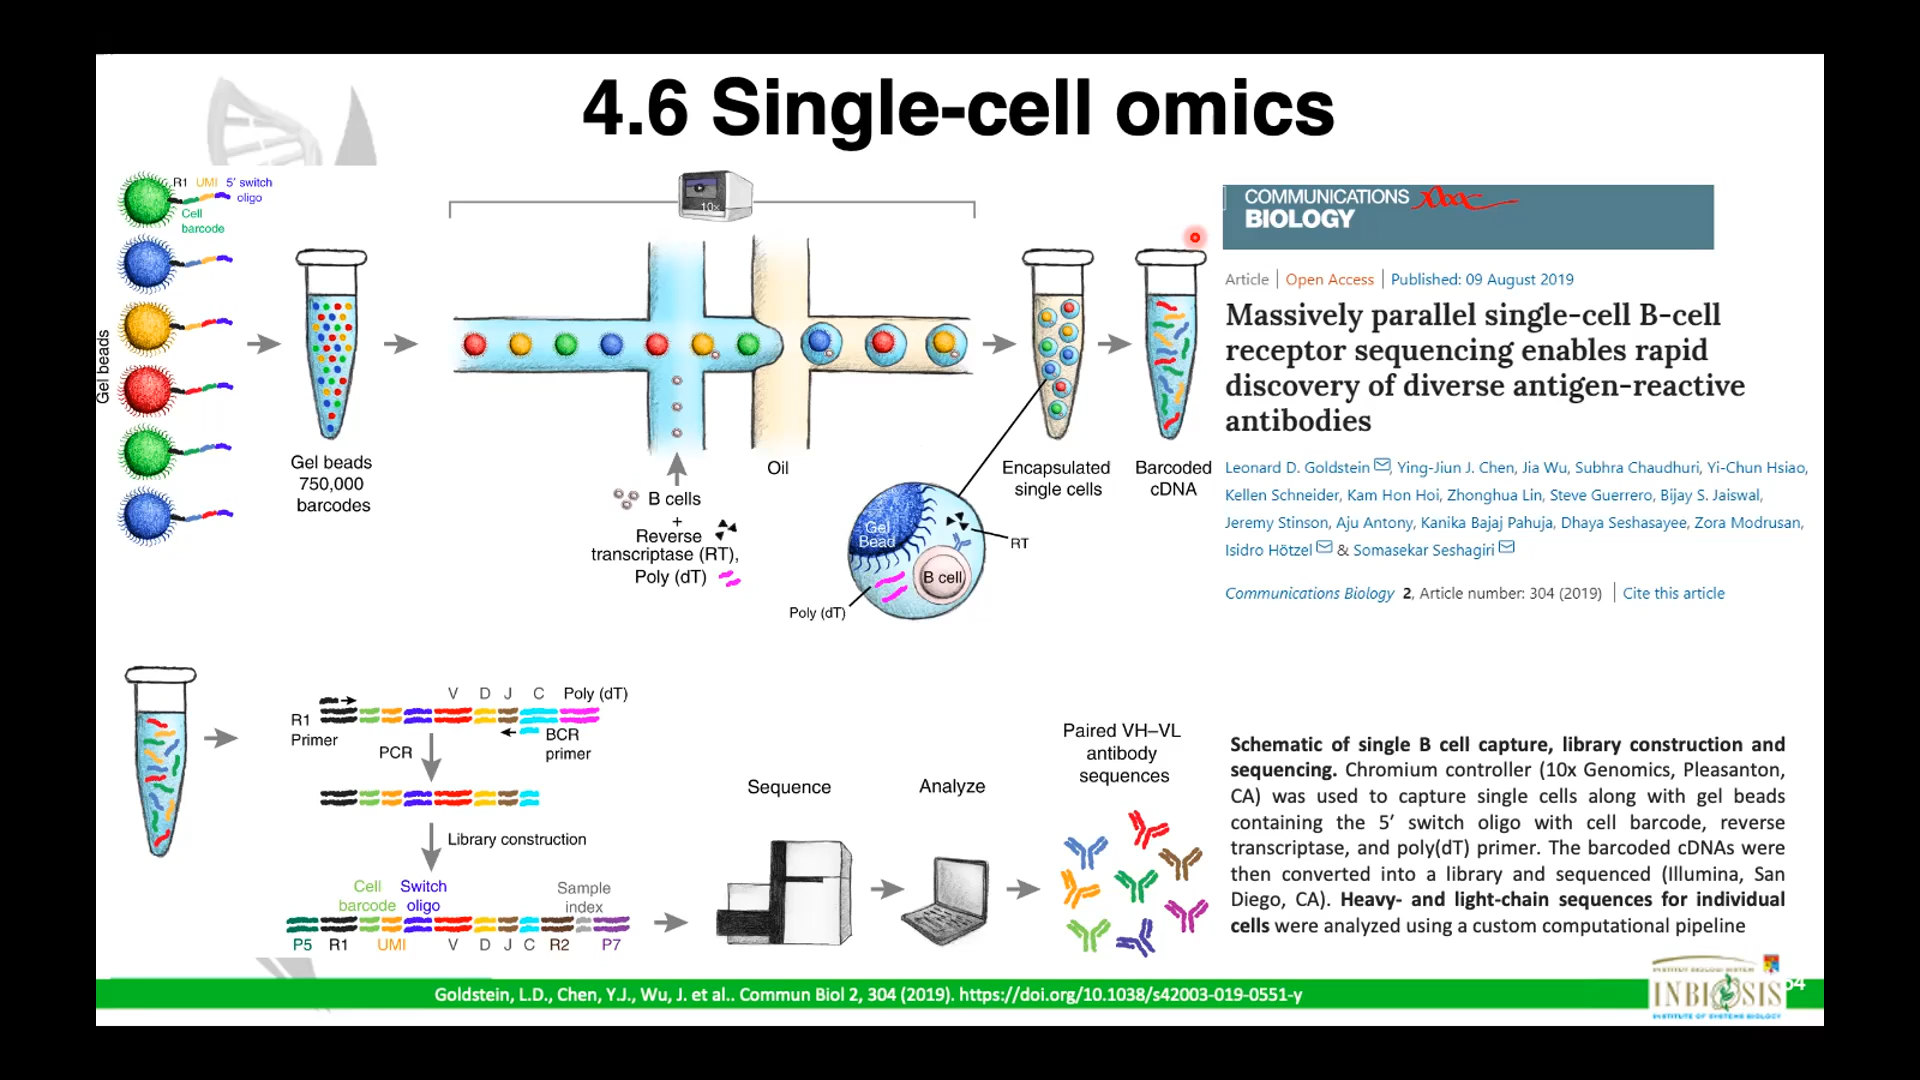 4.6 Single-cell omics
R1 UMI 5′ switch
oligo
Cell
barcode
Gel beads
10x
Gel beads
750,000
barcodes
B cells
+
Reverse
transcriptase (RT),
Poly (dT)
Oil
Gel
Bead
B cell
RT
Poly (dT)
Encapsulated
single cells
Barcoded
cDNA
COMMUNICATIONS
BIOLOGY
Article | Open Access | Published: 09 August 2019
Massively parallel single-cell B-cell
receptor sequencing enables rapid
discovery of diverse antigen-reactive
antibodies
Leonard D. Goldstein, Ying-Jiun J. Chen, Jia Wu, Subhra Chaudhuri, Yi-Chun Hsiao,
Kellen Schneider, Kam Hon Hoi, Zhonghua Lin, Steve Guerrero, Bijay S. Jaiswal,
Jeremy Stinson, Aju Antony, Kanika Bajaj Pahuja, Dhaya Seshasayee, Zora Modrusan,
Isidro Hötzel & Somasekar Seshagiri
Communications Biology 2, Article number: 304 (2019) | Cite this article
V D J C Poly (dT)
R1
Primer
BCR
primer
PCR
Library construction
Cell
barcode
Switch
oligo
Sample
index
P5 R1 UMI V D J C R2 P7
Sequence
Analyze
Paired VH–VL
antibody
sequences
Schematic of single B cell capture, library construction and
sequencing. Chromium controller (10x Genomics, Pleasanton,
CA) was used to capture single cells along with gel beads
containing the 5′ switch oligo with cell barcode, reverse
transcriptase, and poly(dT) primer. The barcoded cDNAs were
then converted into a library and sequenced (Illumina, San
Diego, CA). Heavy- and light-chain sequences for individual
cells were analyzed using a custom computational pipeline
Goldstein, L.D., Chen, Y.J., Wu, J. et al.. Commun Biol 2, 304 (2019). https://doi.org/10.1038/s42003-019-0551-y
INBIOSIS
INSTITUTE OF SYSTEMS BIOLOGY